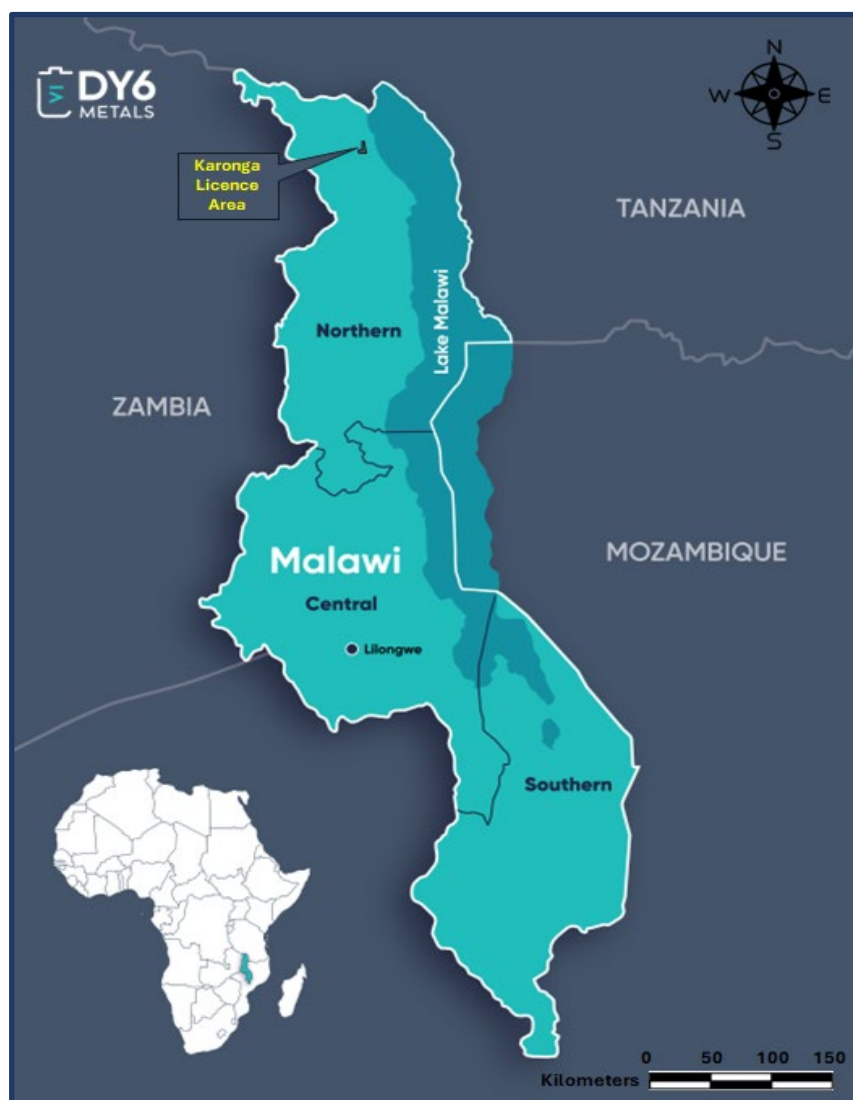 DY6
METALS
N
W
E
S
Karonga
Licence
Area
TANZANIA
Lake Malawi
Northern
ZAMBIA
Malawi
MOZAMBIQUE
Central
Lilongwe
Southern
0 50 100 150
Kilometers